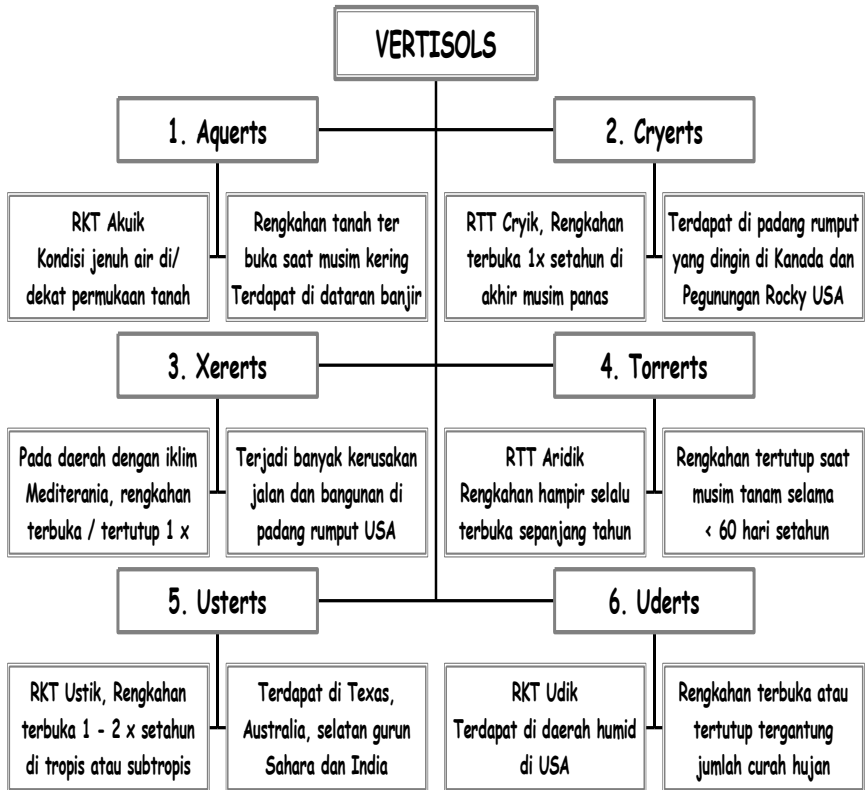 VERTISOLS
1. Aquerts
RKT Akuik
Kondisi jenuh air di/
dekat permukaan tanah
Rengkahan tanah ter
buka saat musim kering
Terdapat di dataran banjir
2. Cryerts
RTT Cryik, Rengkahan
terbuka 1x setahun di
akhir musim panas
Terdapat di padang rumput
yang dingin di Kanada dan
Pegunungan Rocky USA
3. Xererts
Pada daerah dengan iklim
Mediterania, rengkahan
terbuka / tertutup 1 x
Terjadi banyak kerusakan
jalan dan bangunan di
padang rumput USA
4. Torrerts
RTT Aridik
Rengkahan hampir selalu
terbuka sepanjang tahun
Rengkahan tertutup saat
musim tanam selama
< 60 hari setahun
5. Usterts
RKT Ustik, Rengkahan
terbuka 1 - 2 x setahun
di tropis atau subtropis
Terdapat di Texas,
Australia, selatan gurun
Sahara dan India
6. Uderts
RKT Udik
Terdapat di daerah humid
di USA
Rengkahan terbuka atau
tertutup tergantung
jumlah curah hujan